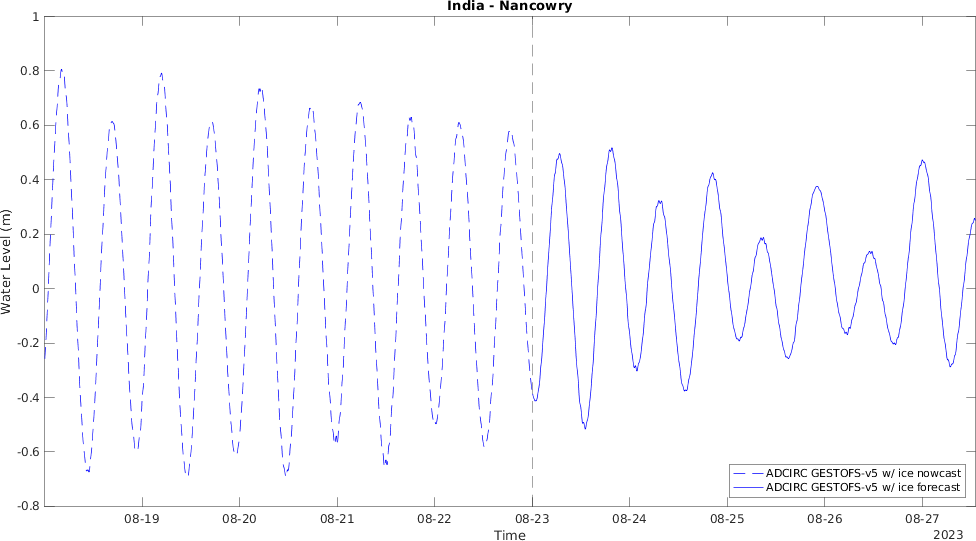 India - Nancowry
Water Level (m)
1
0.8
0.6
0.4
0.2
0
-0.2
-0.4
-0.6
-0.8
ADCIRC GESTOFS-v5 w/ ice nowcast
ADCIRC GESTOFS-v5 w/ ice forecast
08-19 08-20 08-21 08-22 08-23 08-24 08-25 08-26 08-27
Time
2023